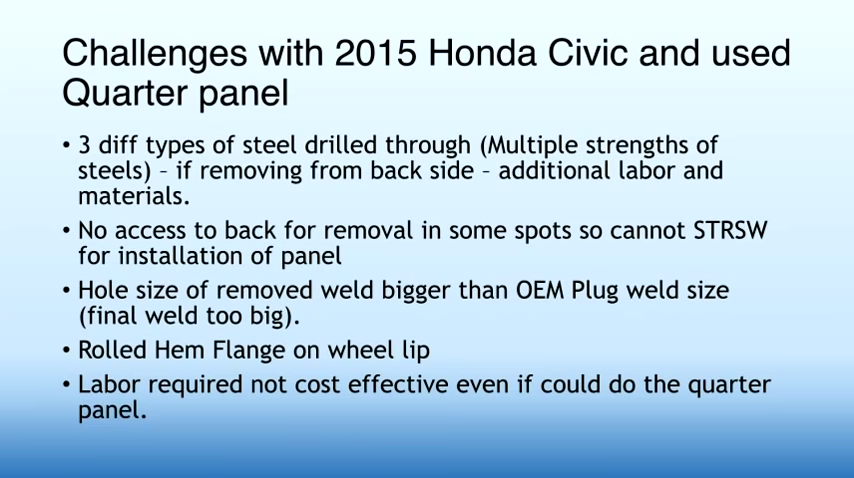 Challenges with 2015 Honda Civic and used
Quarter panel
• 3 diff types of steel drilled through (Multiple strengths of
steels) – if removing from back side – additional labor and
materials.
• No access to back for removal in some spots so cannot STRSW
for installation of panel
• Hole size of removed weld bigger than OEM Plug weld size
(final weld too big).
• Rolled Hem Flange on wheel lip
• Labor required not cost effective even if could do the quarter
panel.